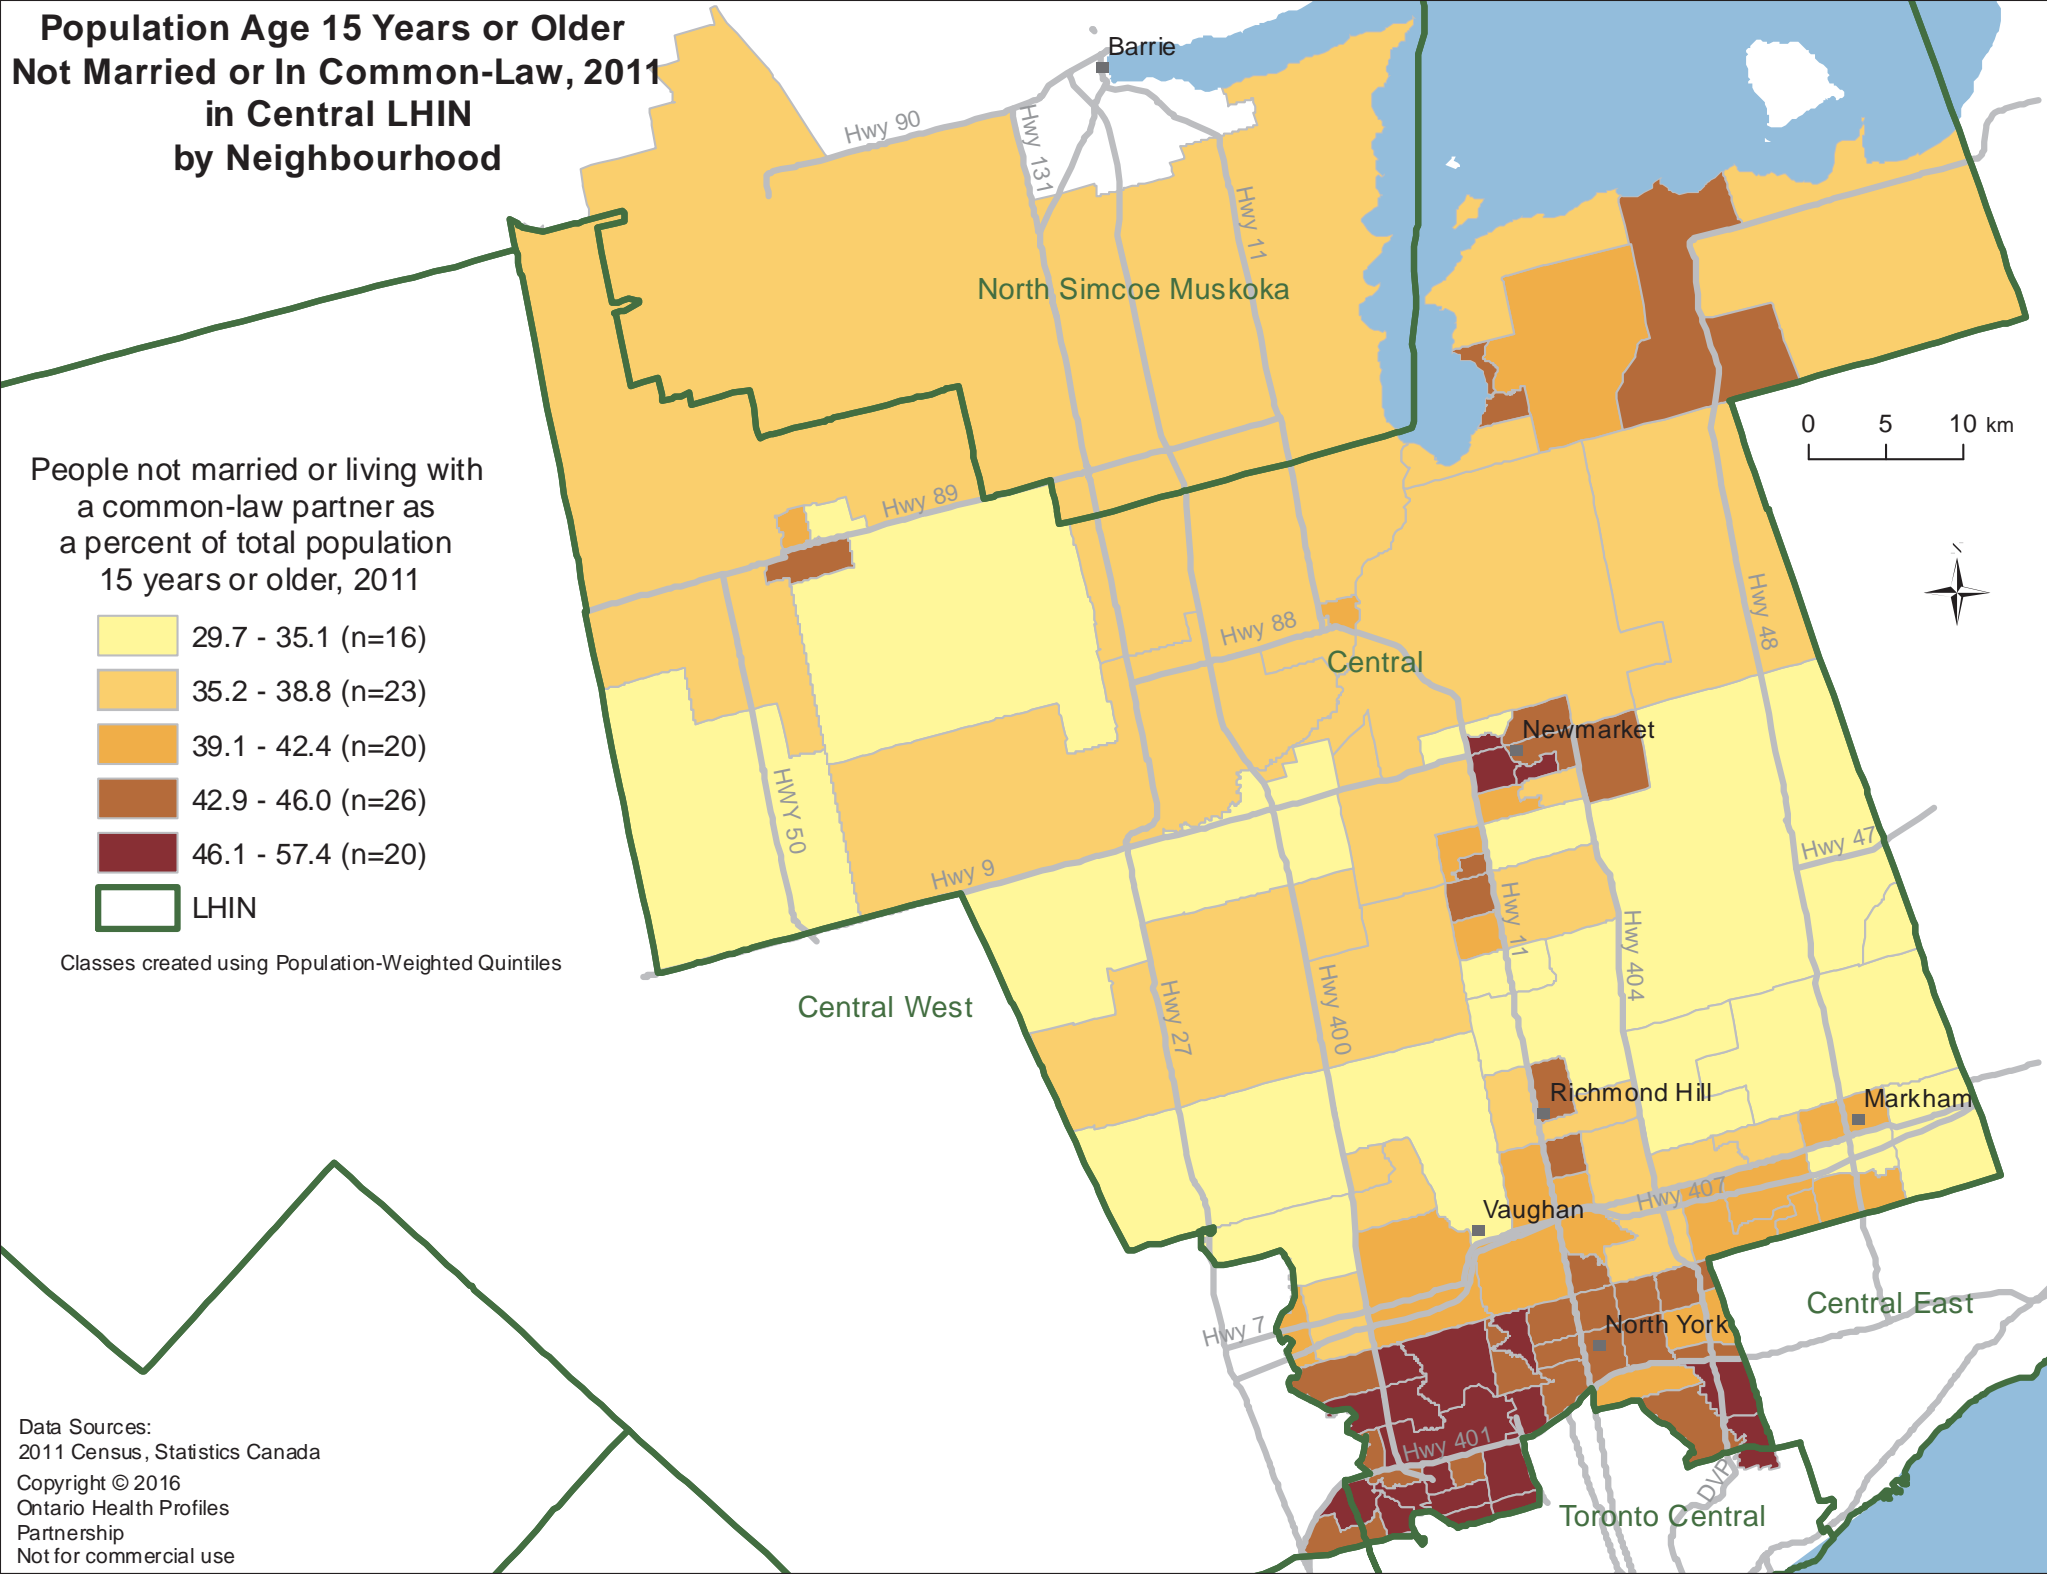 Population Age 15 Years or Older
Not Married or In Common-Law, 2011
in Central LHIN
by Neighbourhood
Barrie
Hwy 90
Hwy 131
Hwy 11
North Simcoe Muskoka
0 5 10 km
People not married or living with
a common-law partner as
a percent of total population
15 years or older, 2011
29.7 - 35.1 (n=16)
35.2 - 38.8 (n=23)
39.1 - 42.4 (n=20)
42.9 - 46.0 (n=26)
46.1 - 57.4 (n=20)
LHIN
Classes created using Population-Weighted Quintiles
Hwy 89
N
Hwy 88
Hwy 48
Central
Newmarket
HWY 50
Hwy 47
Hwy 9
Hwy 11
Hwy 404
Central West
Hwy 27
Hwy 400
Richmond Hill
Markham
Hwy 407
Vaughan
Central East
Hwy 7
North York
Hwy 401
DVP
Toronto Central
Data Sources:
2011 Census, Statistics Canada
Copyright © 2016
Ontario Health Profiles
Partnership
Not for commercial use